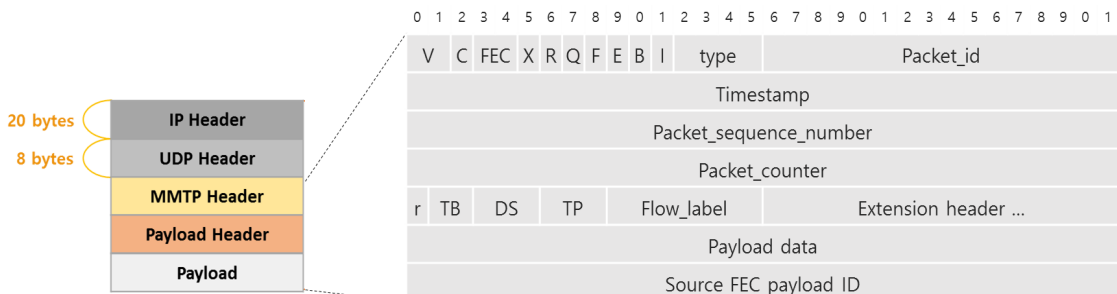 0 1 2 3 4 5 6 7 8 9 0 1 2 3 4 5 6 7 8 9 0 1 2 3 4 5 6 7 8 9 0 1
V C FEC X R Q F E B I type Packet_id
Timestamp
Packet_sequence_number
Packet_counter
r TB DS TP Flow_label Extension header ...
Payload data
Source FEC payload ID
20 bytes IP Header
8 bytes UDP Header
MMTP Header
Payload Header
Payload